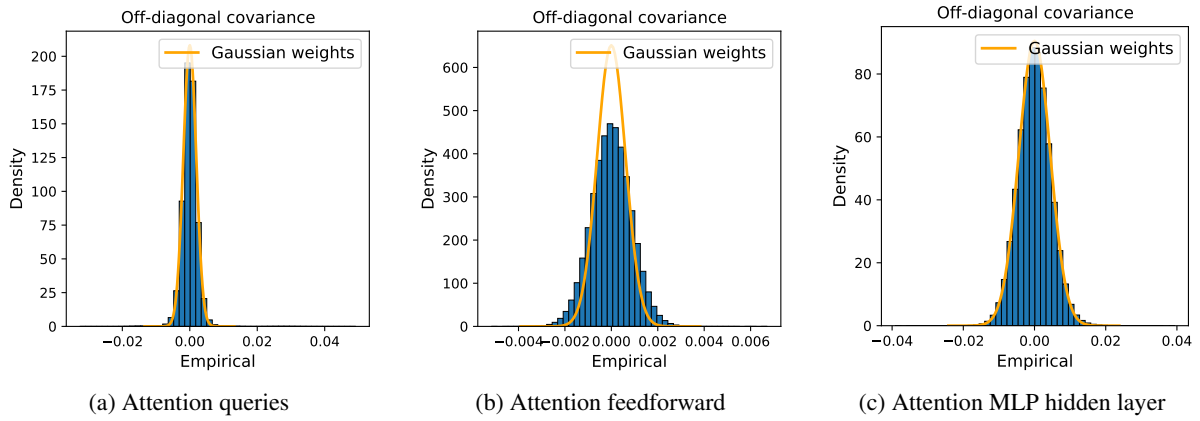 Off-diagonal covariance
Gaussian weights
200
175
150
125
100
75
50
25
0
Density
−0.02 0.00 0.02 0.04
Empirical
(a) Attention queries
Off-diagonal covariance
Gaussian weights
600
500
400
300
200
100
0
Density
−0.004 −0.002 0.000 0.002 0.004 0.006
Empirical
(b) Attention feedforward
Off-diagonal covariance
Gaussian weights
80
60
40
20
0
Density
−0.04 −0.02 0.00 0.02 0.04
Empirical
(c) Attention MLP hidden layer